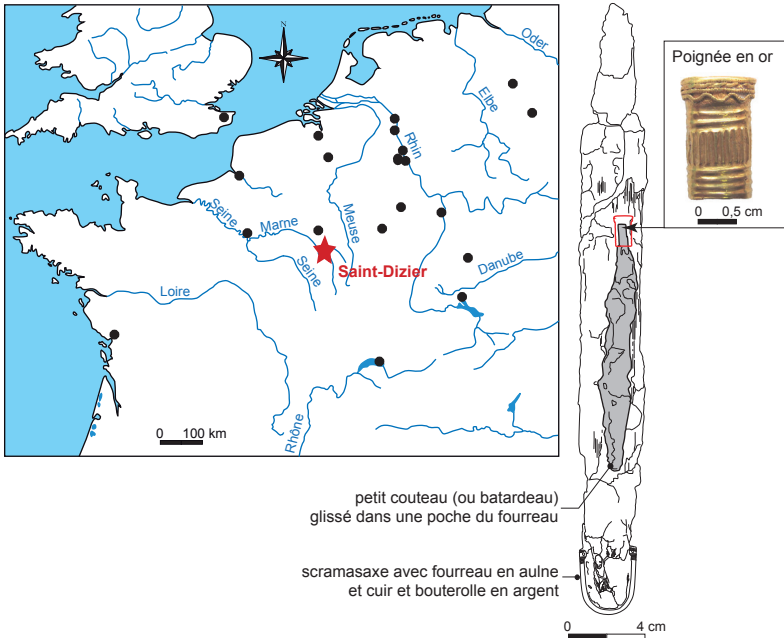 N
Oder
Elbe
Rhin
Meuse
Seine
Marne
Seine
Saint-Dizier
Danube
Loire
Rhône
0 100 km
Poignée en or
0 0,5 cm
petit couteau (ou batardeau)
glissé dans une poche du fourreau
scramasaxe avec fourreau en aulne
et cuir et bouterolle en argent
0 4 cm